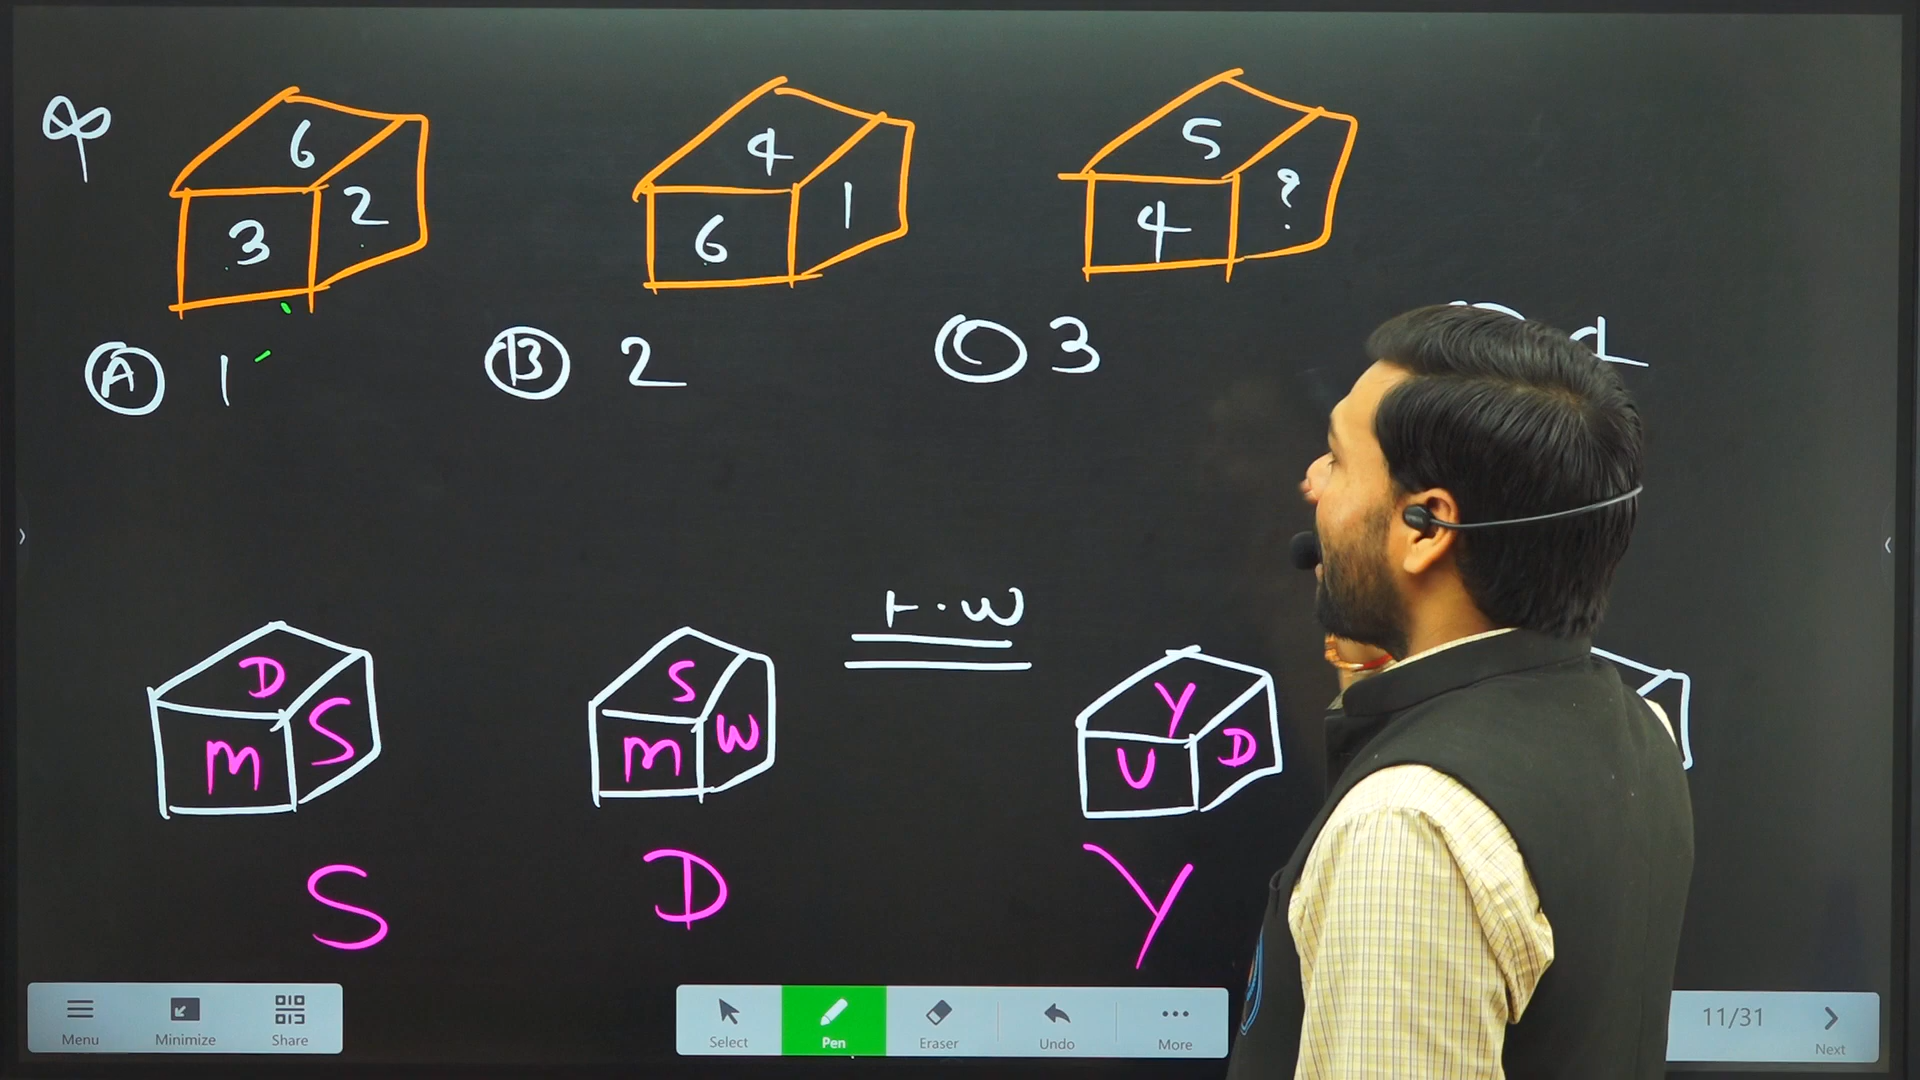 Q
6 4 5
3 2 6 1 4 ?
A 1 B 2 C 3
H.W
D S Y
M S M W U D
S D Y
Menu Minimize Share Select Pen Eraser Undo More 11/31 Next